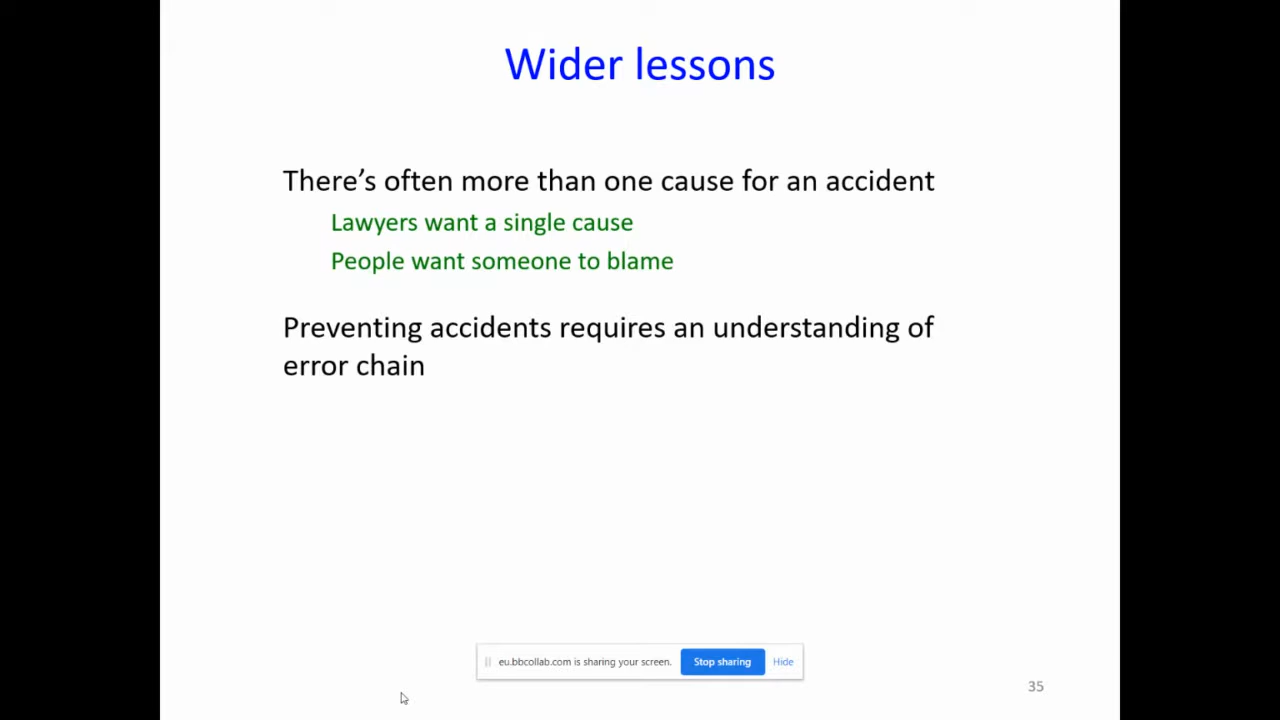 Wider lessons
There's often more than one cause for an accident
Lawyers want a single cause
People want someone to blame
Preventing accidents requires an understanding of
error chain
eu.bbcollab.com is sharing your screen. Stop sharing Hide
35